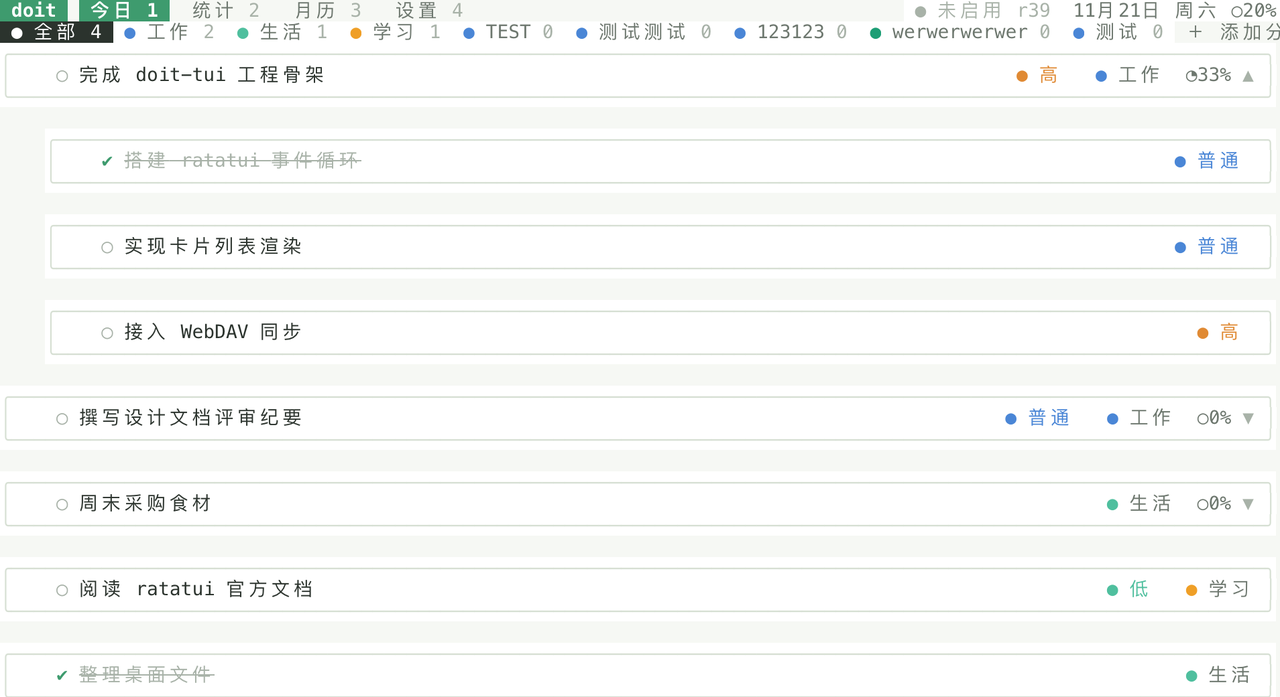 doit 今日 1 统计 2 月历 3 设置 4 未启用 r39 11月21日 周六 20%
全部 4 工作 2 生活 1 学习 1 TEST 0 测试测试 0 123123 0 werwerwerwer 0 测试 0 + 添加分
完成 doit-tui 工程骨架 高 工作 33%
搭建 ratatui 事件循环 普通
实现卡片列表渲染 普通
接入 WebDAV 同步 高
撰写设计文档评审纪要 普通 工作 0%
周末采购食材 生活 0%
阅读 ratatui 官方文档 低 学习
整理桌面文件 生活